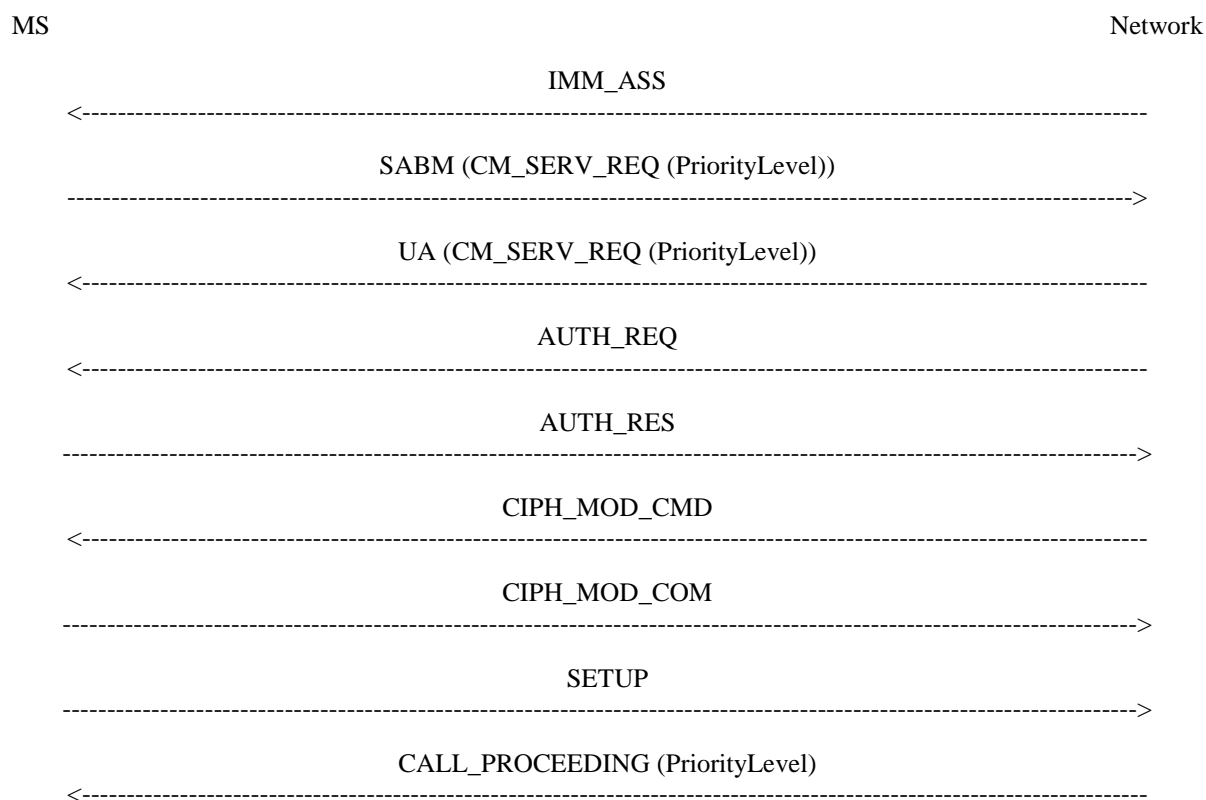 MS Network
IMM_ASS
SABM (CM_SERV_REQ (PriorityLevel))
UA (CM_SERV_REQ (PriorityLevel))
AUTH_REQ
AUTH_RES
CIPH_MOD_CMD
CIPH_MOD_COM
SETUP
CALL_PROCEEDING (PriorityLevel)